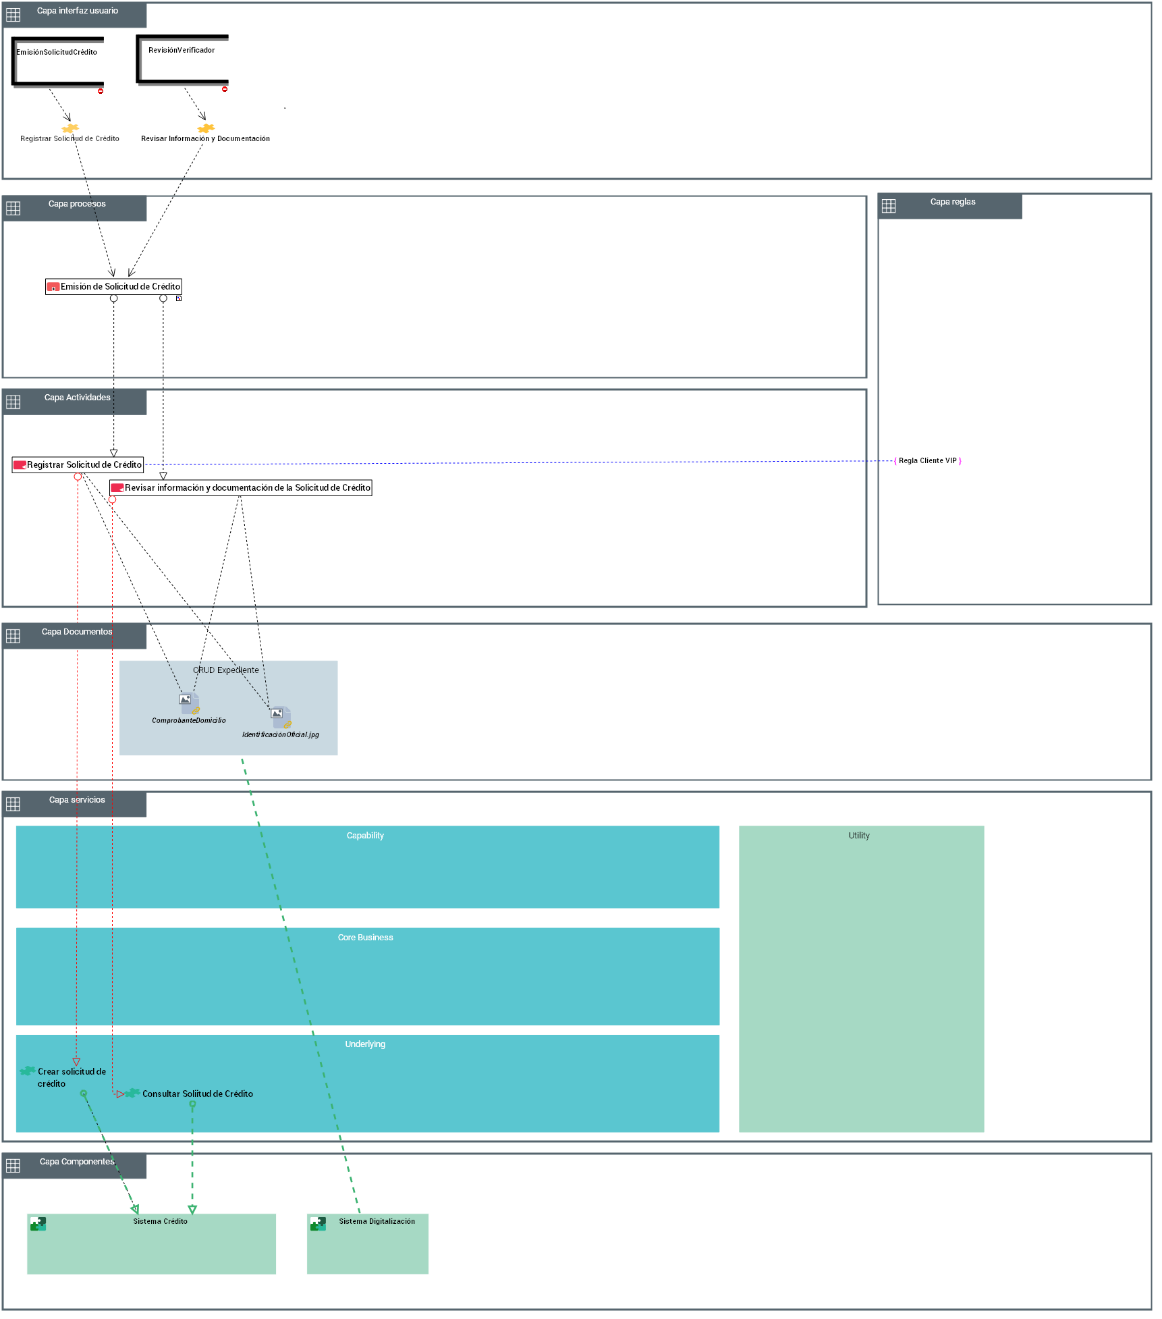 Capa interfaz usuario
EmisiónSolicitudCrédito
RevisiónVerificador
Registrar Solicitud de Crédito
Revisar Información y Documentación
Capa procesos
Capa reglas
Emisión de Solicitud de Crédito
Capa Actividades
Registrar Solicitud de Crédito
{ Regla Cliente VIP }
Revisar información y documentación de la Solicitud de Crédito
Capa Documentos
CRUD Expediente
ComprobanteDomicilio
IdentificaciónOficial.jpg
Capa servicios
Capability
Utility
Core Business
Underlying
Crear solicitud de
crédito
Consultar Soliitud de Crédito
Capa Componentes
Sistema Crédito
Sistema Digitalización